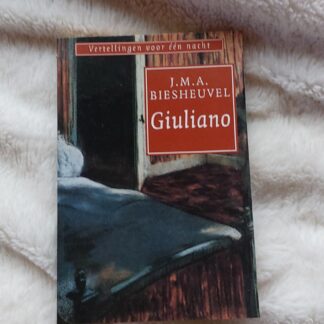 Vertellingen voor één nacht
J.M.A.
BIESHEUVEL
Giuliano